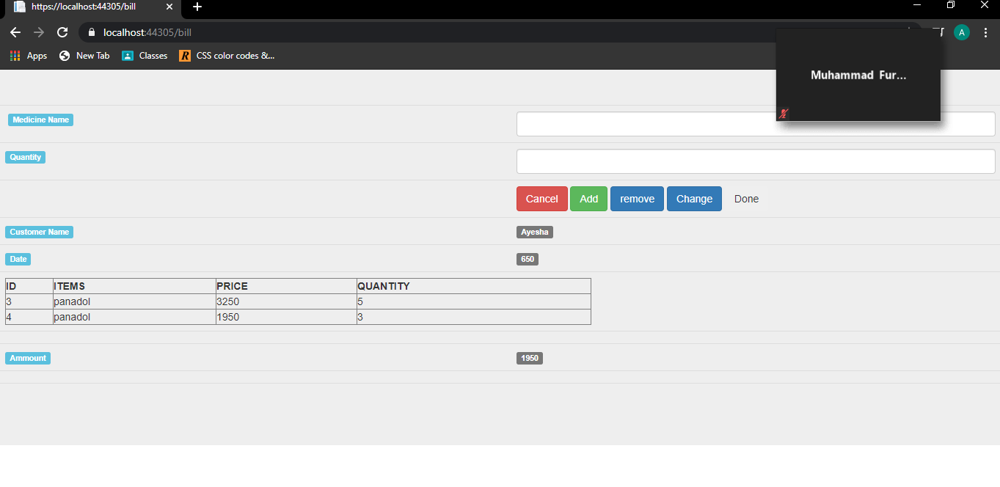 https://localhost:44305/bill
localhost:44305/bill
A
Apps New Tab Classes R CSS color codes &...
Muhammad Fur...
Medicine Name
Quantity
Cancel Add remove Change Done
Customer Name Ayesha
Date 650
ID ITEMS PRICE QUANTITY
3 panadol 3250 5
4 panadol 1950 3
Ammount 1950